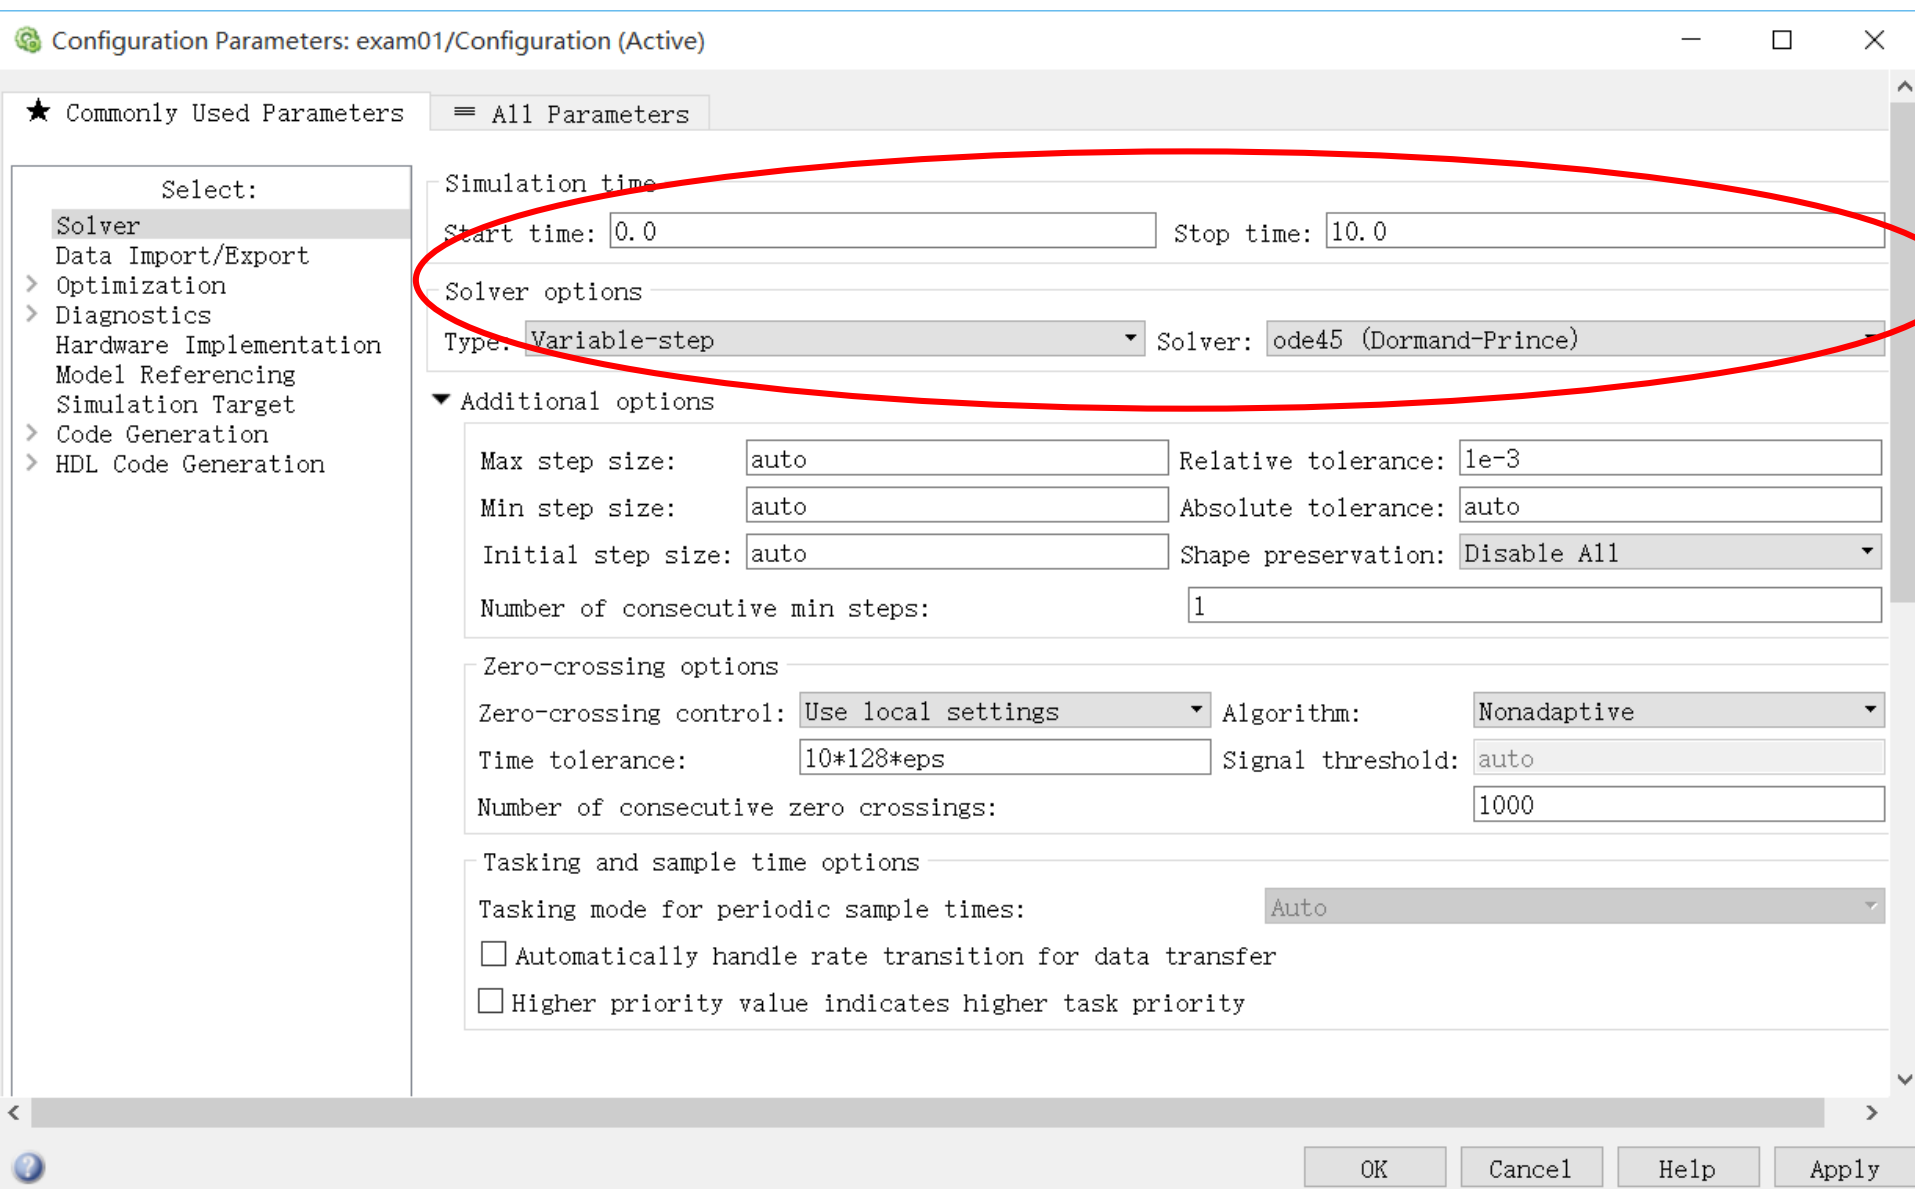 Configuration Parameters: exam01/Configuration (Active)
Commonly Used Parameters
All Parameters
Select:
Solver
Data Import/Export
Optimization
Diagnostics
Hardware Implementation
Model Referencing
Simulation Target
Code Generation
HDL Code Generation
Simulation time
Start time: 0.0 Stop time: 10.0
Solver options
Type: Variable-step Solver: ode45 (Dormand-Prince)
Additional options
Max step size: auto Relative tolerance: 1e-3
Min step size: auto Absolute tolerance: auto
Initial step size: auto Shape preservation: Disable All
Number of consecutive min steps: 1
Zero-crossing options
Zero-crossing control: Use local settings Algorithm: Nonadaptive
Time tolerance: 10*128*eps Signal threshold: auto
Number of consecutive zero crossings: 1000
Tasking and sample time options
Tasking mode for periodic sample times: Auto
Automatically handle rate transition for data transfer
Higher priority value indicates higher task priority
OK Cancel Help Apply